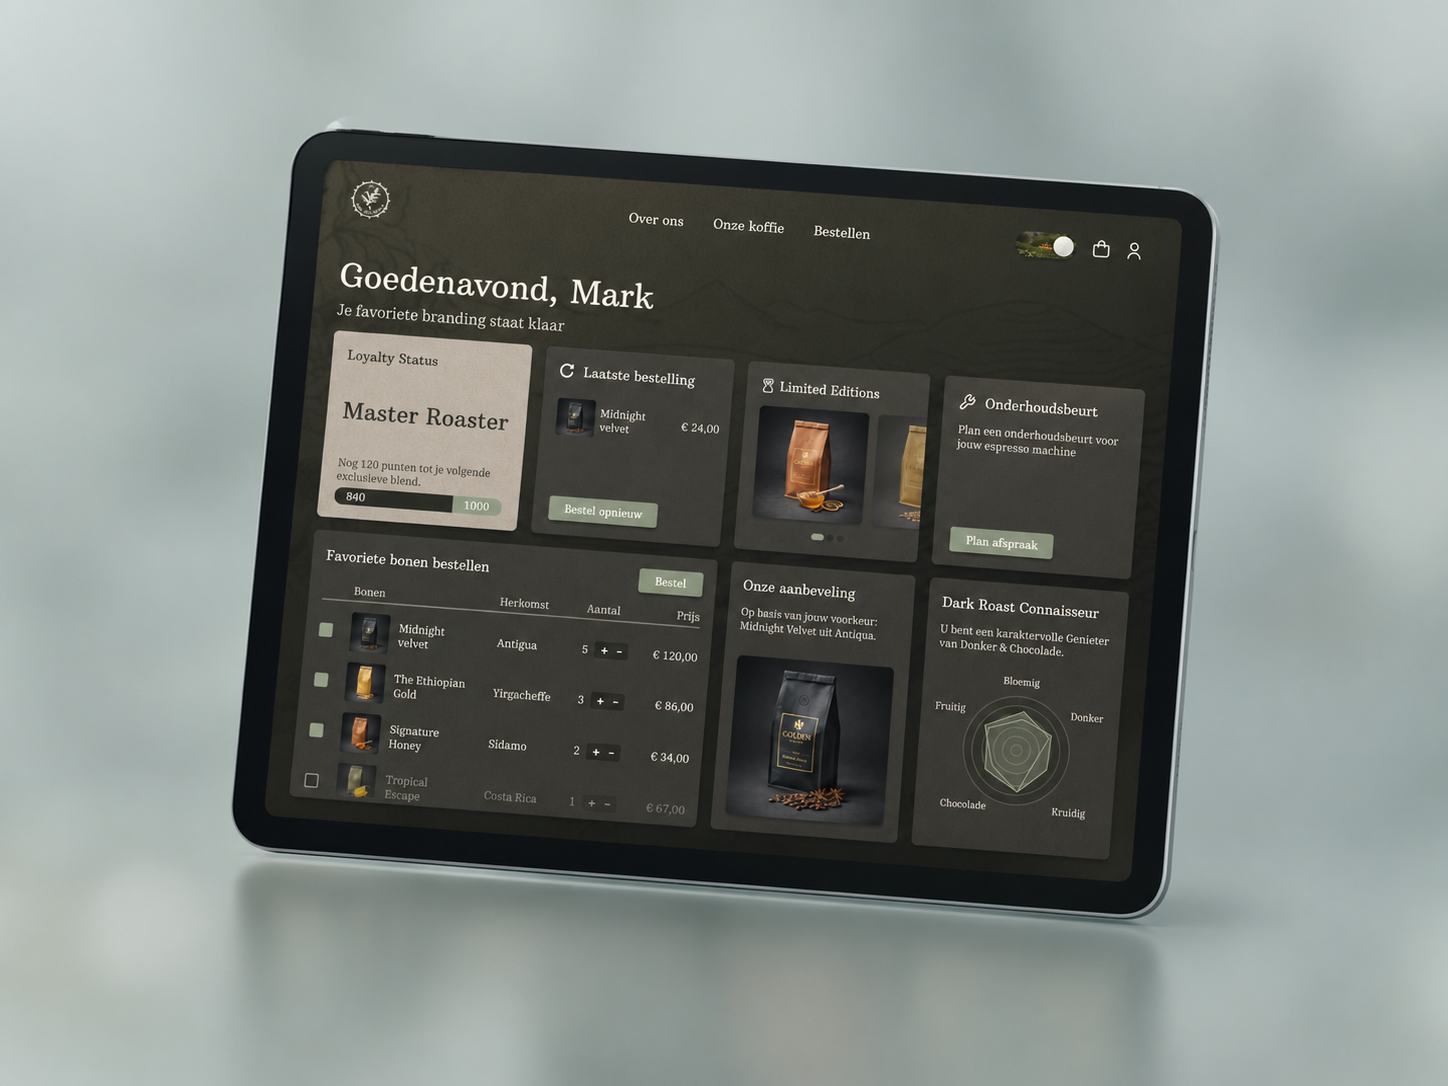 Over ons
Onze koffie
Bestellen
Goedenavond, Mark
Je favoriete branding staat klaar
Loyalty Status
Master Roaster
Nog 120 punten tot je volgende
exclusieve blend.
840
1000
Laatste bestelling
Midnight
velvet
€ 24,00
Bestel opnieuw
Limited Editions
Onderhoudsbeurt
Plan een onderhoudsbeurt voor
jouw espresso machine
Plan afspraak
Favoriete bonen bestellen
Bestel
Bonen
Herkomst
Aantal
Prijs
Midnight
velvet
Antigua
5 + -
€ 120,00
The Ethiopian
Gold
Yirgacheffe
3 + -
€ 86,00
Signature
Honey
Sidamo
2 + -
€ 34,00
Tropical
Escape
Costa Rica
1 + -
€ 67,00
Onze aanbeveling
Op basis van jouw voorkeur:
Midnight Velvet uit Antiqua.
GOLDEN
Dark Roast Connaisseur
U bent een karaktervolle Genieter
van Donker & Chocolade.
Bloemig
Fruitig
Donker
Chocolade
Kruidig